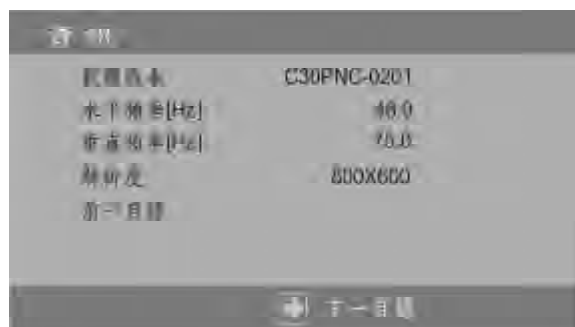 資訊
軟體版本 C30PNC-0201
水平頻率[Hz] 46.9
垂直頻率[Hz] 75.0
解析度 800X600
前一目錄
下一目錄